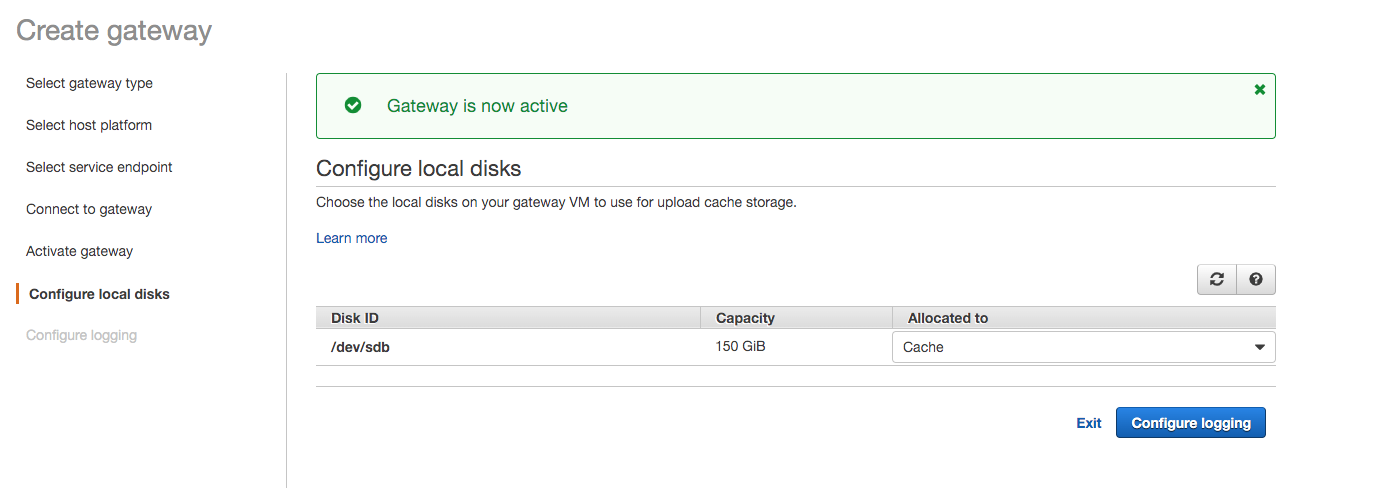 Create gateway
Select gateway type
Select host platform
Select service endpoint
Connect to gateway
Activate gateway
Configure local disks
Configure logging
Gateway is now active
Configure local disks
Choose the local disks on your gateway VM to use for upload cache storage.
Learn more
Disk ID Capacity Allocated to
/dev/sdb 150 GiB Cache
Exit Configure logging